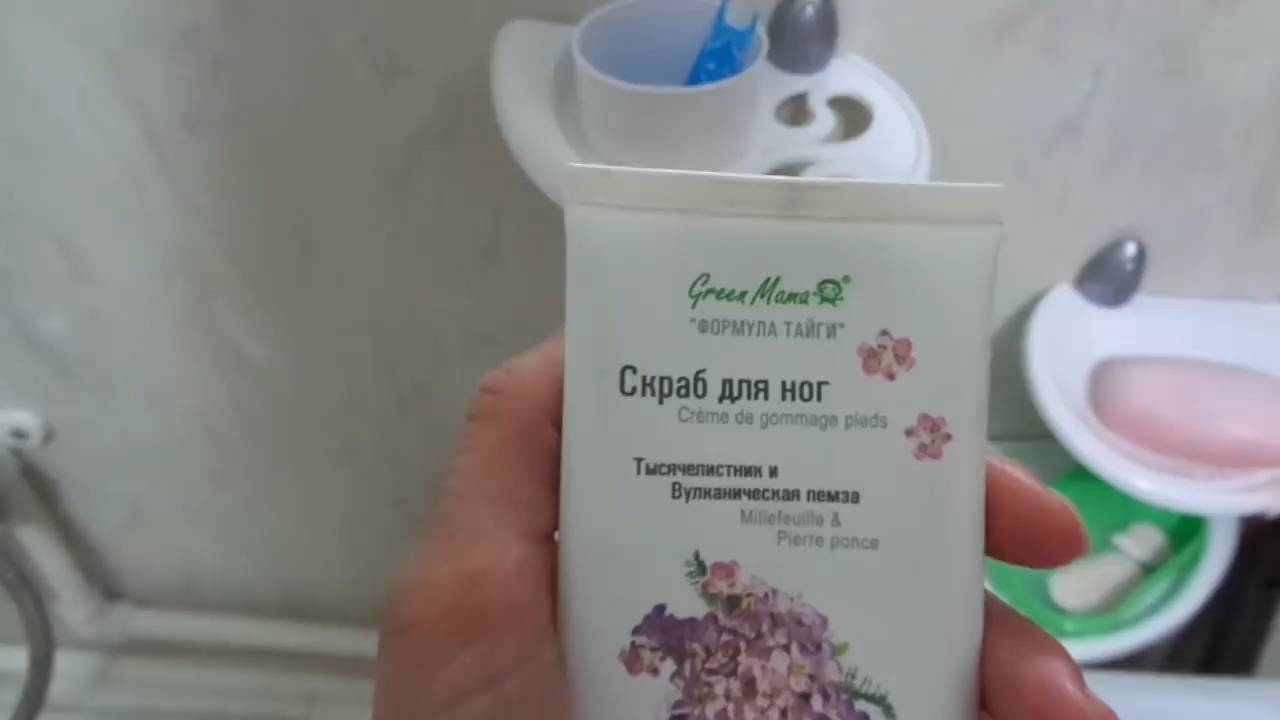 Green Mama®
"ФОРМУЛА ТАЙГИ"
Скраб для ног
Crème de gommage pieds
Тысячелистник и
Вулканическая пемза
Millefeuille &
Pierre ponce